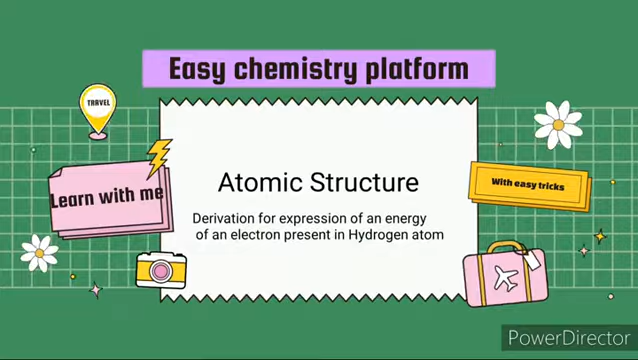 Easy chemistry platform
TRAVEL
Learn with me
Atomic Structure
Derivation for expression of an energy
of an electron present in Hydrogen atom
With easy tricks
PowerDirector